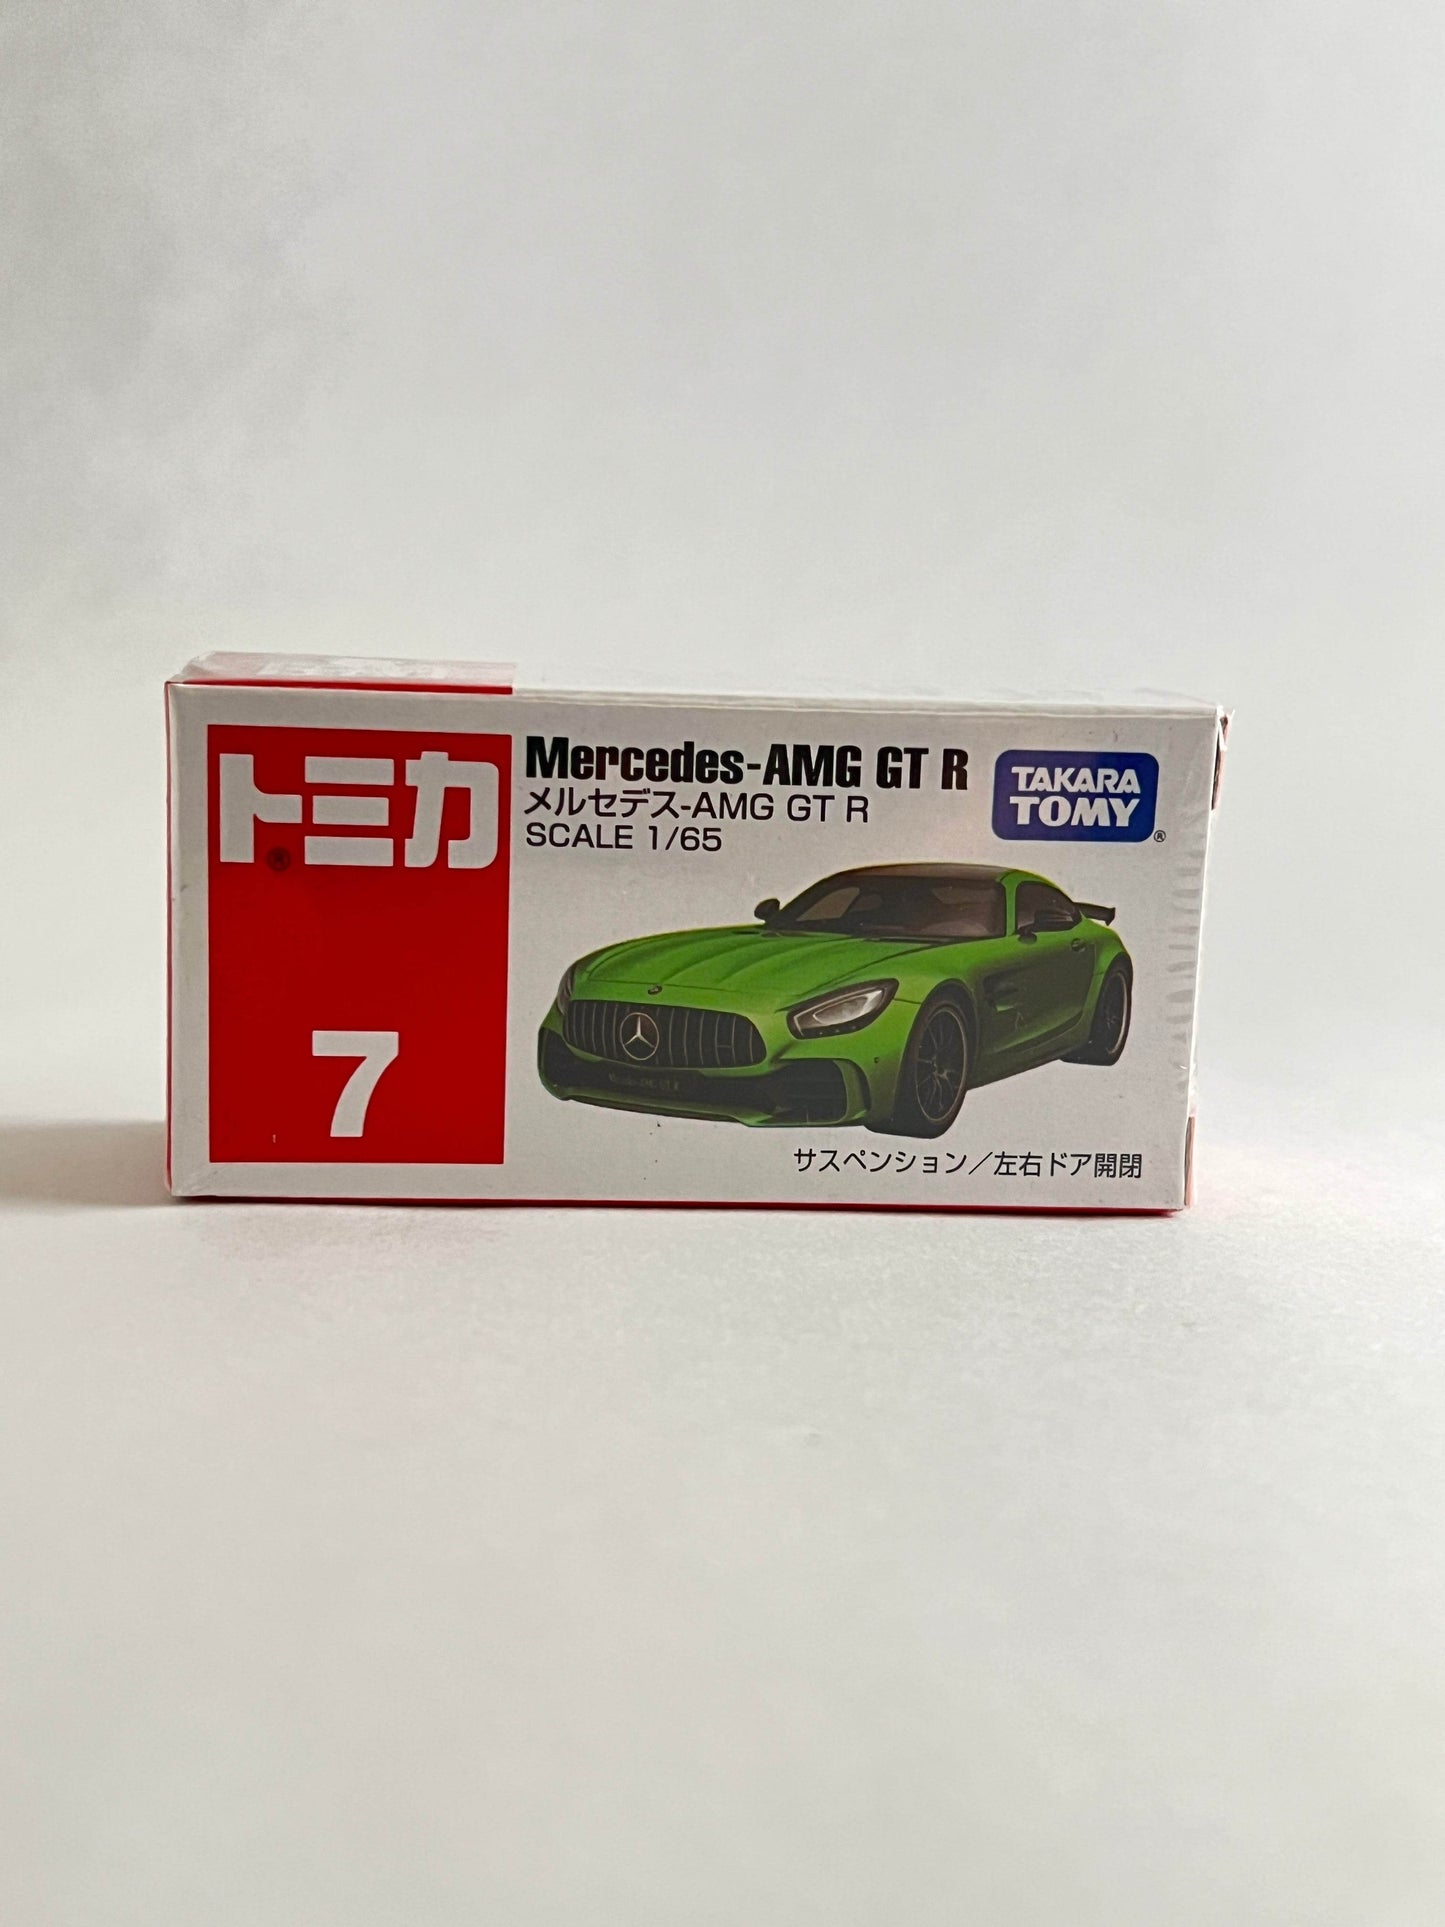 トミカ
®
7
Mercedes-AMG GT R
メルセデス-AMG GT R
SCALE 1/65
TAKARA
TOMY
®
サスペンション／左右ドア開閉